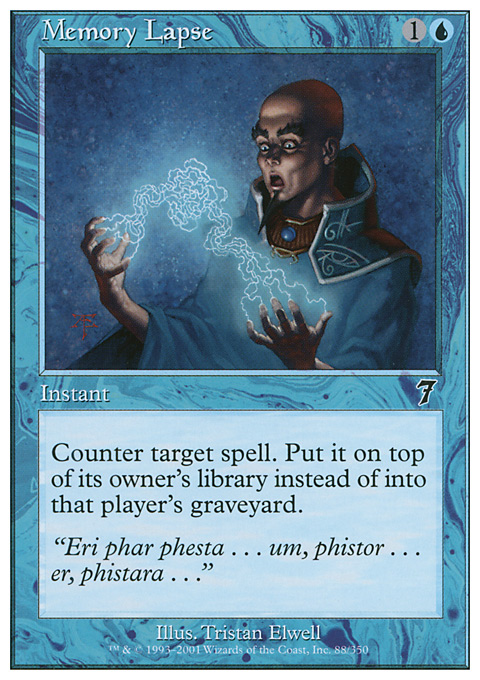 Memory Lapse 1
Instant 7
Counter target spell. Put it on top
of its owner's library instead of into
that player's graveyard.
“Eri phar phesta . . . um, phistor . . .
er, phistara . . .”
Illus. Tristan Elwell
™ & © 1993–2001 Wizards of the Coast, Inc. 88/350